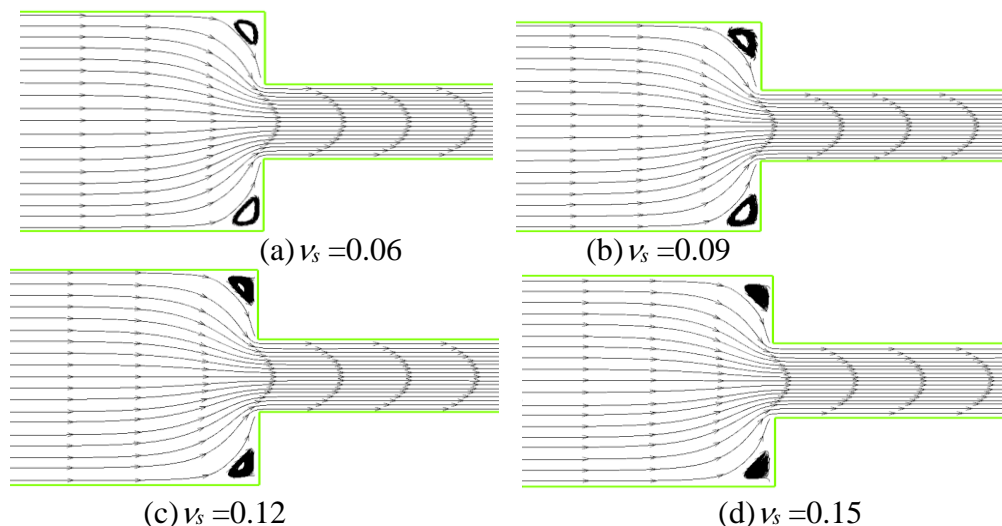 (a) νs =0.06
(b) νs =0.09
(c) νs =0.12
(d) νs =0.15